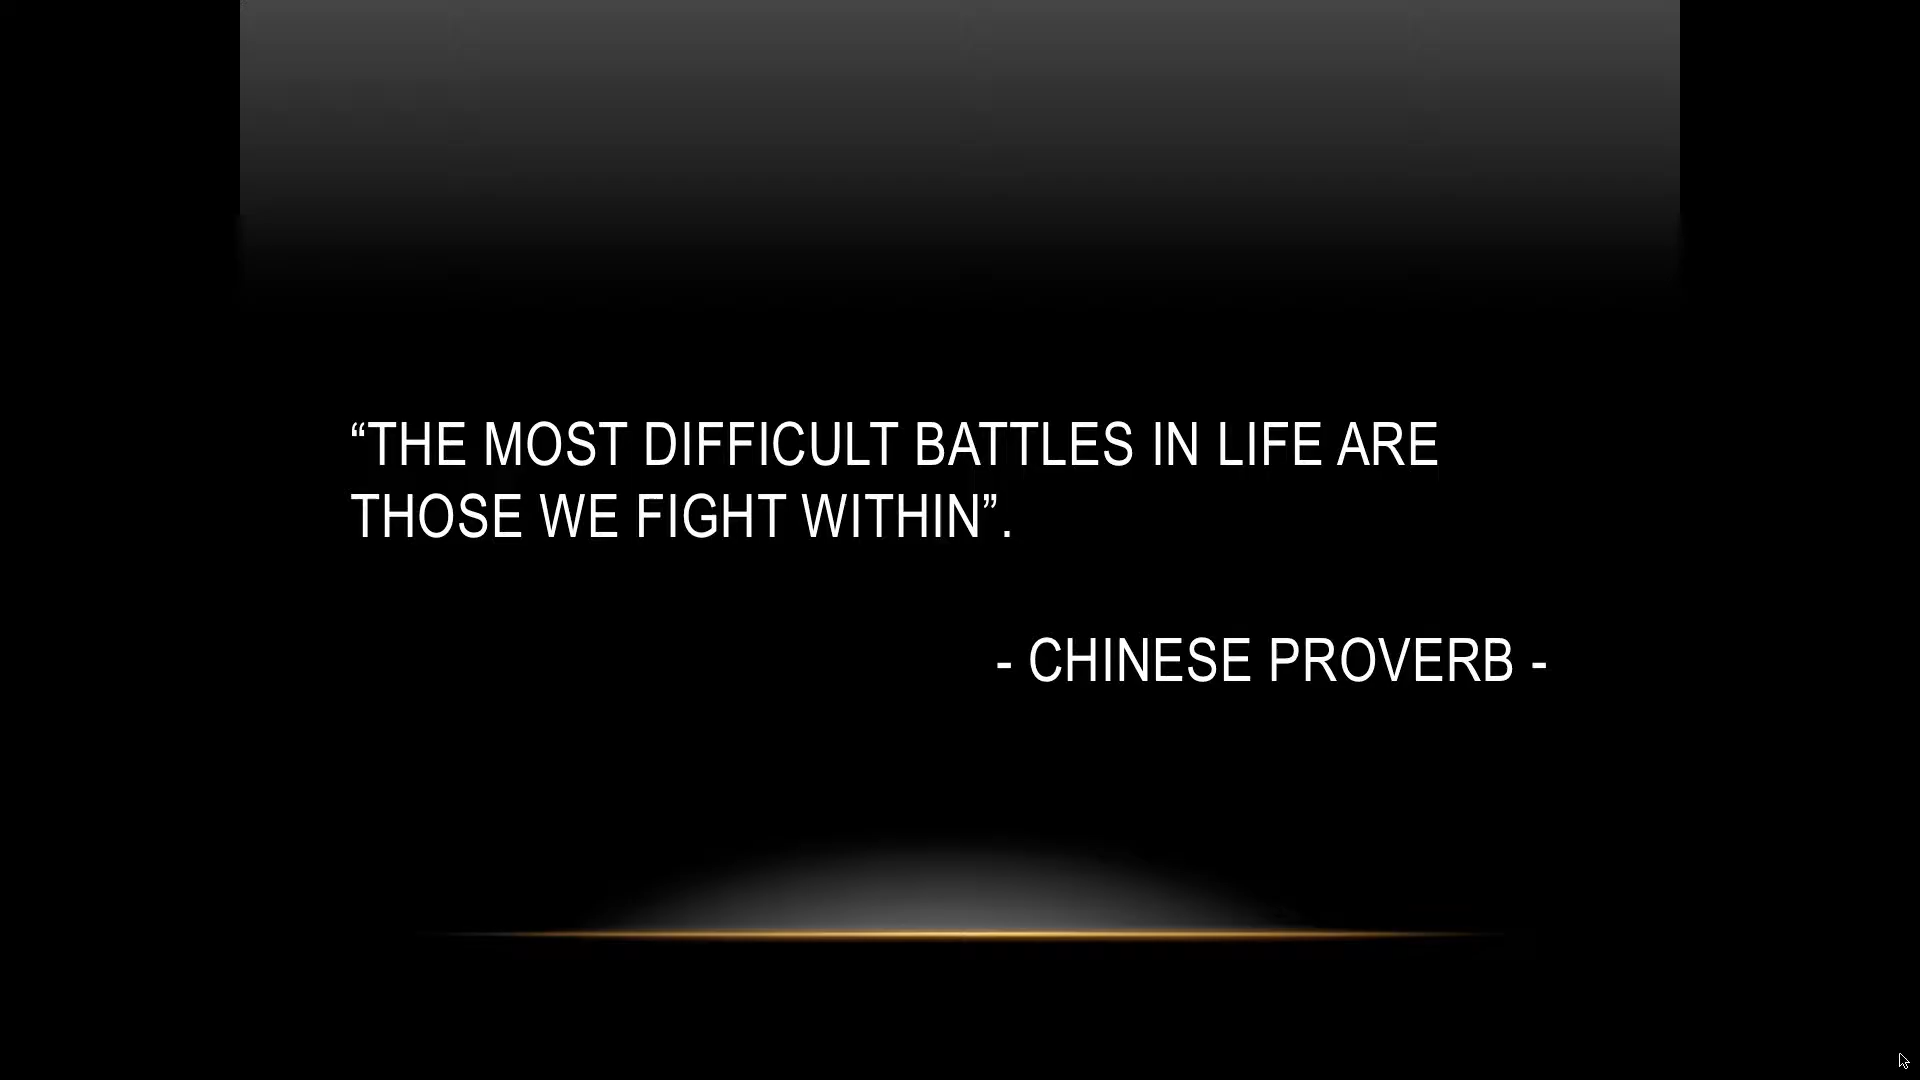 “THE MOST DIFFICULT BATTLES IN LIFE ARE
THOSE WE FIGHT WITHIN”.
- CHINESE PROVERB -